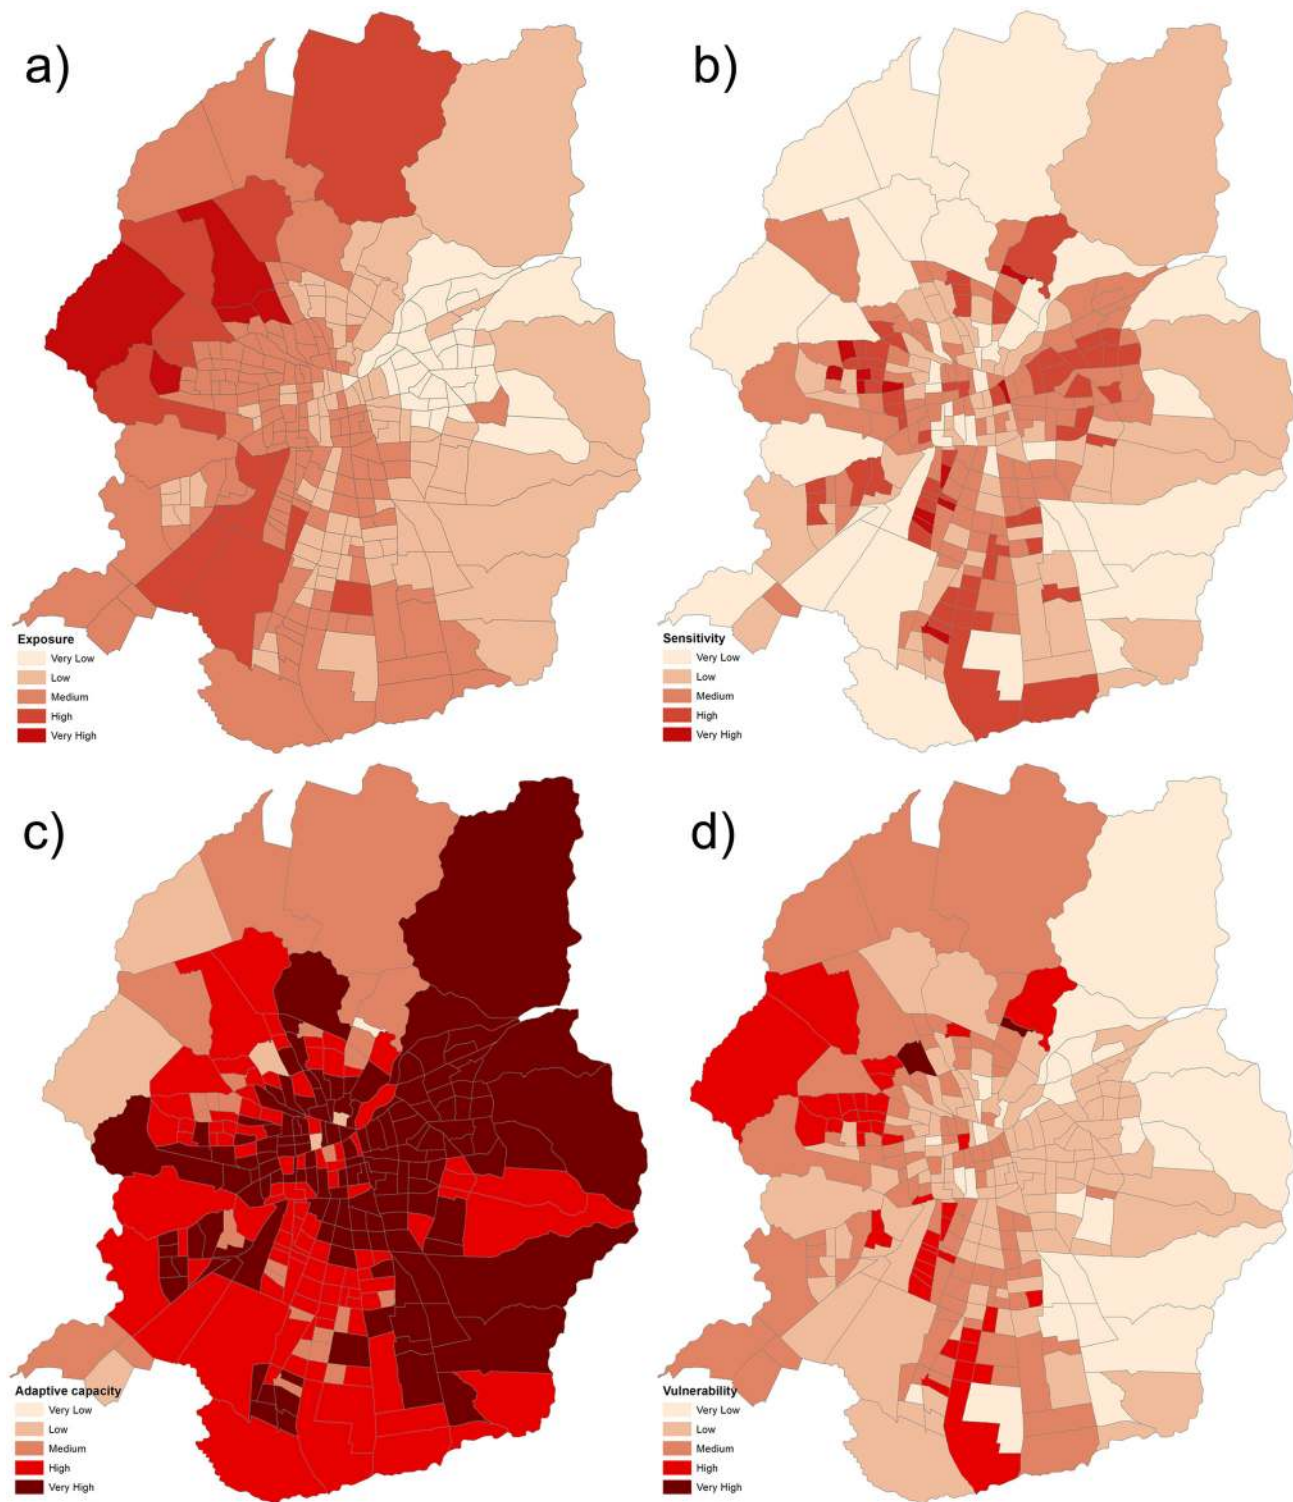 a)
b)
Exposure
Very Low
Low
Medium
High
Very High
Sensitivity
Very Low
Low
Medium
High
Very High
c)
d)
Adaptive capacity
Very Low
Low
Medium
High
Very High
Vulnerability
Very Low
Low
Medium
High
Very High